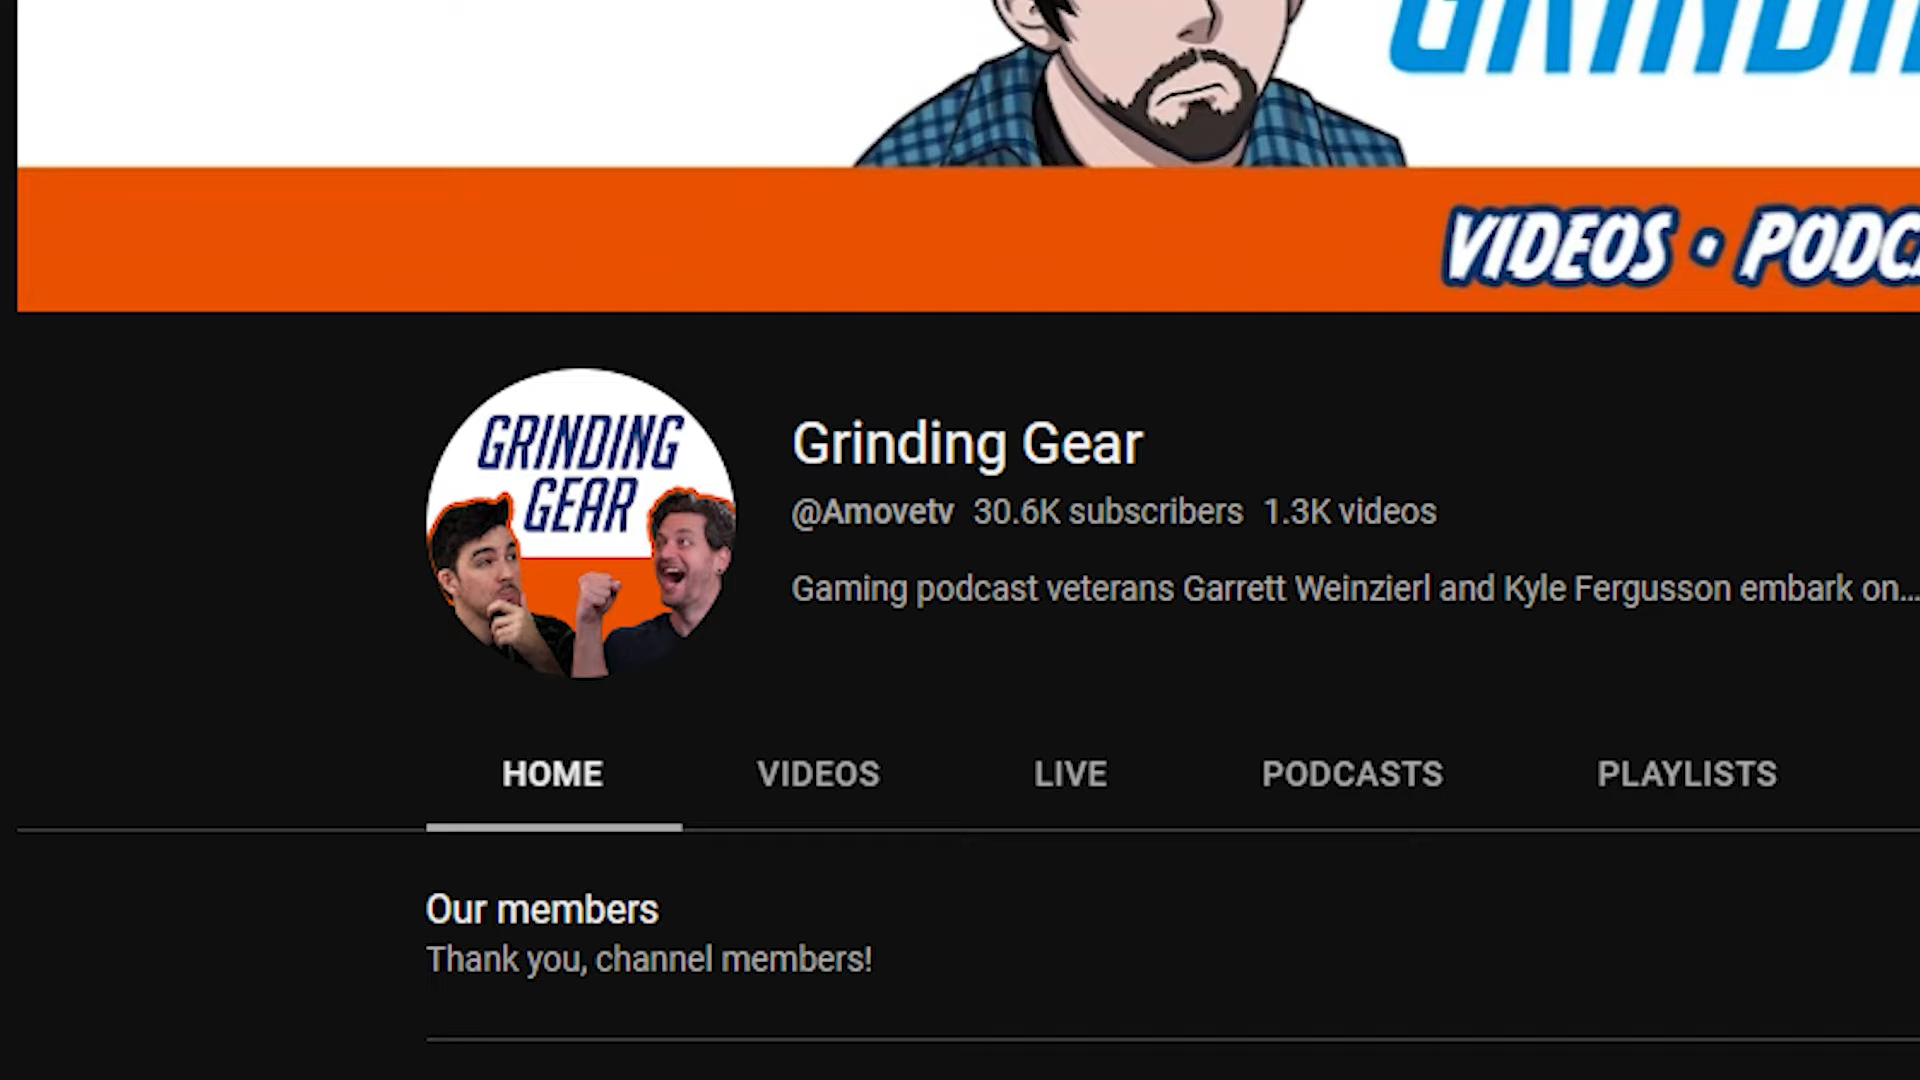 VIDEOS •
GRINDING
GEAR
Grinding Gear
@Amovetv 30.6K subscribers 1.3K videos
Gaming podcast veterans Garrett Weinzierl and Kyle Fergusson embark on...
HOME VIDEOS LIVE PODCASTS PLAYLISTS
Our members
Thank you, channel members!